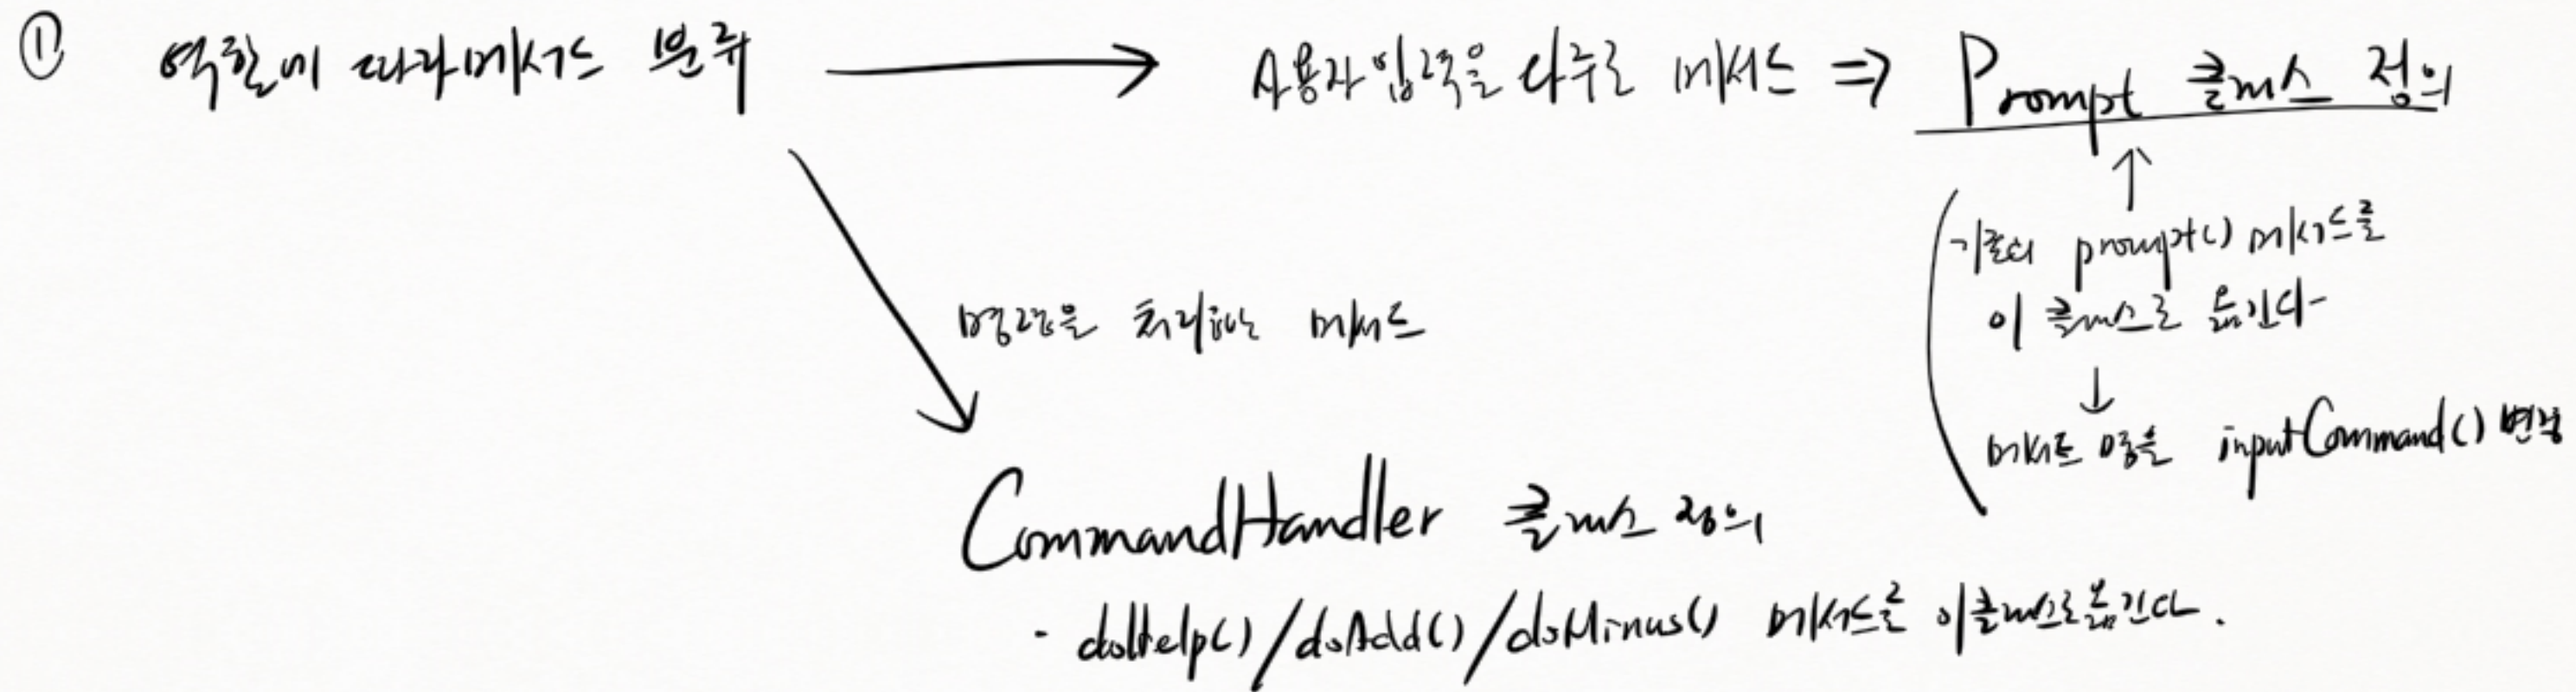 ① 역할에 따라 메서드 분류 → 사용자 입력을 다루는 메서드 ⇒ Prompt 클래스 정의
↑
기존의 prompt() 메서드를
이 클래스로 옮긴다
↓
메서드 이름을 inputCommand() 변경
명령을 처리하는 메서드
CommandHandler 클래스 정의
- doHelp() / doAdd() / doMinus() 메서드를 이 클래스로 옮긴다.